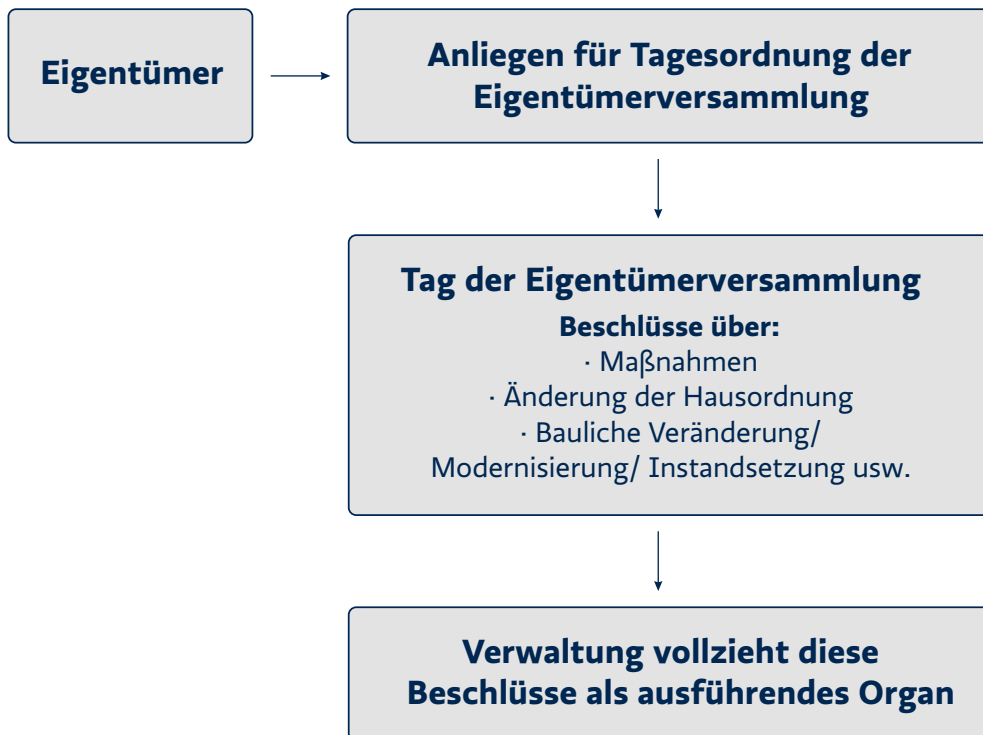 Eigentümer
Anliegen für Tagesordnung der
Eigentümerversammlung
Tag der Eigentümerversammlung
Beschlüsse über:
· Maßnahmen
· Änderung der Hausordnung
· Bauliche Veränderung/
Modernisierung/ Instandsetzung usw.
Verwaltung vollzieht diese
Beschlüsse als ausführendes Organ